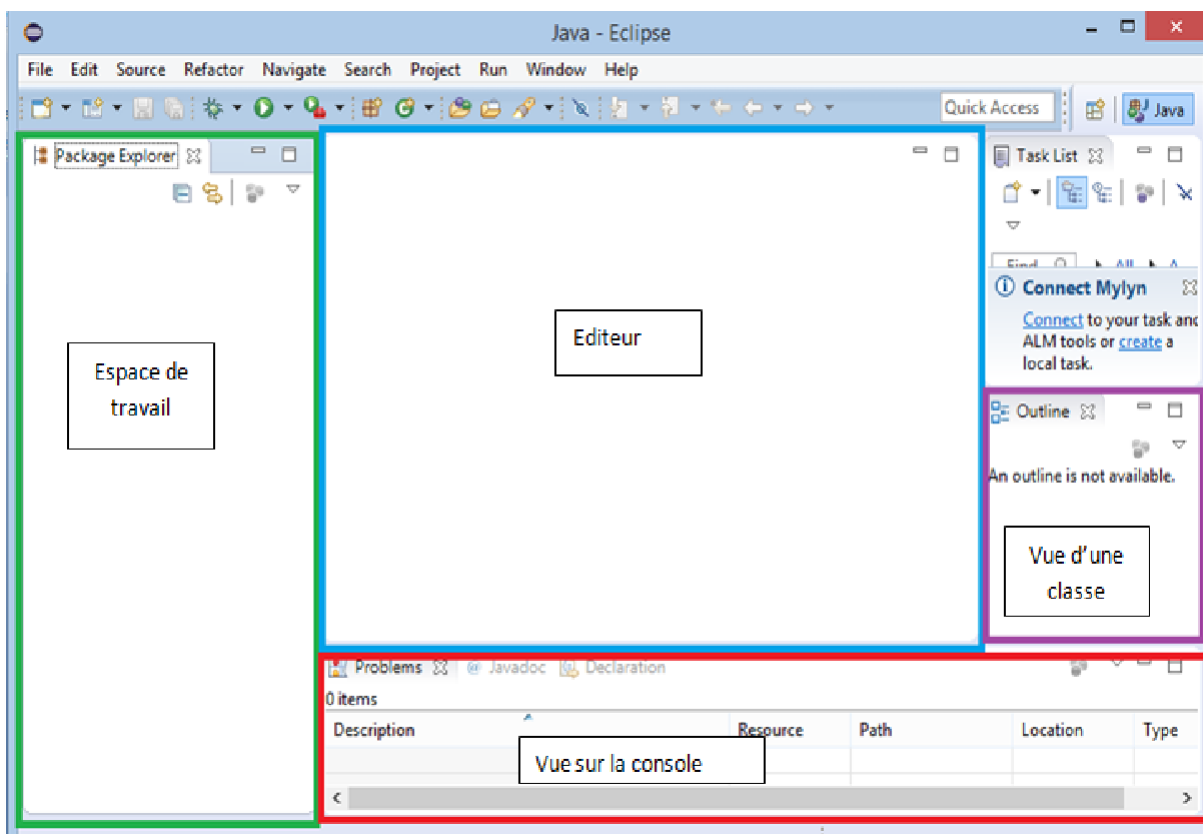 Java - Eclipse
File Edit Source Refactor Navigate Search Project Run Window Help
Quick Access
Java
Package Explorer
Task List
Find All A
Connect Mylyn
Connect to your task and
ALM tools or create a
local task.
Editeur
Espace de
travail
Outline
An outline is not available.
Vue d'une
classe
Problems @ Javadoc Declaration
0 items
Description Resource Path Location Type
Vue sur la console